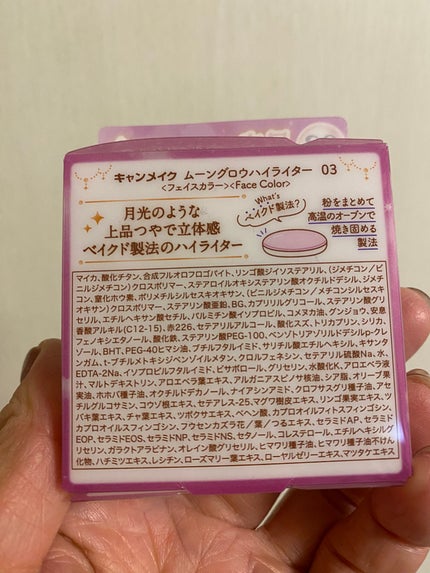 キャンメイク ムーングロウハイライター 03
<フェイスカラー><Face Color>
月光のような
上品つやで立体感
ベイクド製法のハイライター
What's
ベイクド製法?
粉をまとめて
高温のオーブンで
焼き固める
製法
マイカ、酸化チタン、合成フルオロフロゴパイト、リンゴ酸ジイソステアリル、(ジメチコン/ビ
ニルジメチコン)クロスポリマー、ステアロイルオキシステアリン酸オクチルドデシル、ジメチ
コン、窒化ホウ素、ポリメチルシルセスキオキサン、(ビニルジメチコン/メチコンシルセスキ
オキサン)クロスポリマー、ステアリン酸亜鉛、BG、カプリリルグリコール、ステアリン酸グリ
セリル、エチルヘキサン酸セチル、パルミチン酸イソプロピル、コメヌカ油、グンジョウ、安息
香酸アルキル(C12-15)、赤226、セテアリルアルコール、酸化スズ、トリカプリリン、シリカ、
フェノキシエタノール、酸化鉄、ステアリン酸PEG-100、ベンゾトリアゾリルブチルフェノール
ソール、BHT、PEG-40ヒマシ油、ブチルフタルイミド、サリチル酸エチルヘキシル、キサンタ
ンガム、t-ブチルメトキシジベンゾイルメタン、クロルフェネシン、セテアリル硫酸Na、水、
EDTA-2Na、イソプロピルフタルイミド、ビサボロール、グリセリン、水酸化K、アロエベラ液
汁、マルトデキストリン、アロエベラ葉エキス、アルガニアスピノサ核油、シア脂、オリーブ果
実油、ホホバ種子油、オクチルドデカノール、ナイアシンアミド、クロフサスグリ種子油、アセ
チルグルコサミン、コウソ根エキス、セテアレス-25、マグワ樹皮エキス、リンゴ果実エキス、ツ
バキ葉エキス、チャ葉エキス、ツボクサエキス、ベヘン酸、カプロオイルフィトスフィンゴシン、
カプロオイルスフィンゴシン、フウセンカズラ花/葉/つるエキス、セラミドAP、セラミド
EOP、セラミドEOS、セラミドNP、セラミドNS、セタノール、コレステロール、エチルヘキシルグ
リセリン、ガラクトアラビナン、オレイン酸グリセリル、ヒマワリ種子油、ヒマワリ種子油不けん
化物、ハチミツエキス、レシチン、ローズマリー葉エキス、ローヤルゼリーエキス、マツタケエキス